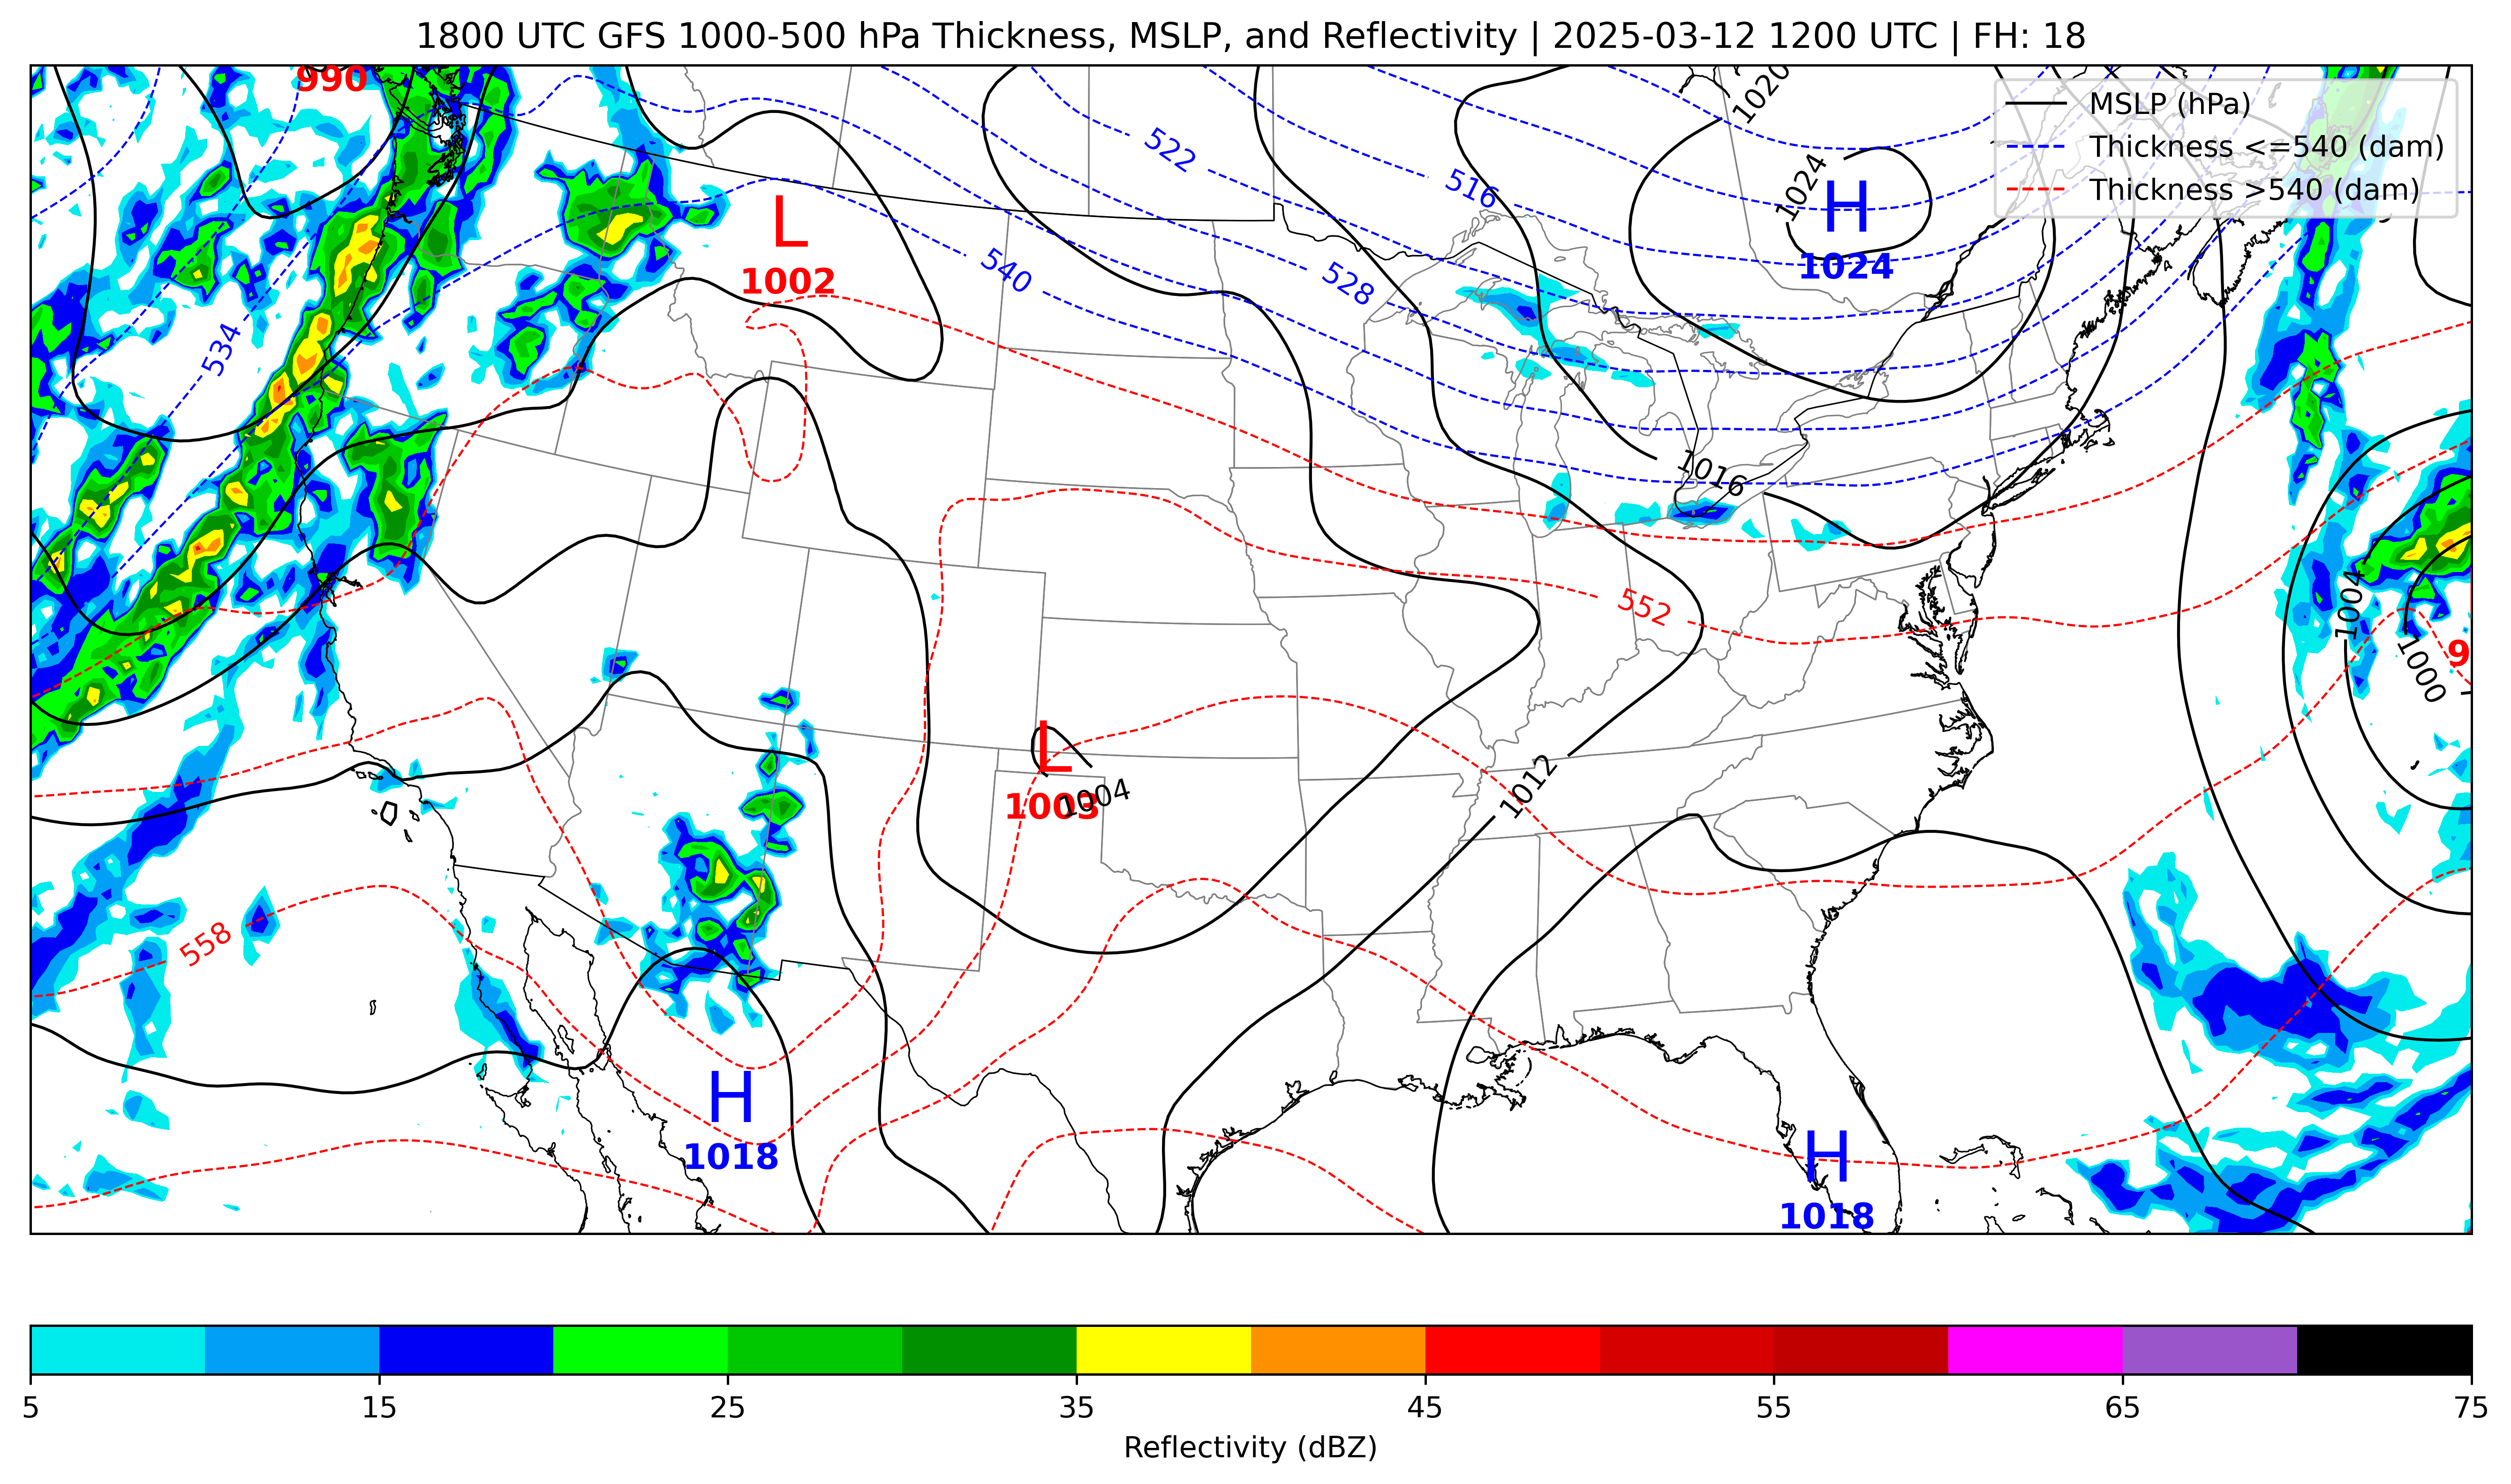 1800 UTC GFS 1000-500 hPa Thickness, MSLP, and Reflectivity | 2025-03-12 1200 UTC | FH: 18
990
1020
MSLP (hPa)
Thickness <=540 (dam)
Thickness >540 (dam)
522
516
1024
H
1024
L
1002
540
528
534
1016
552
1004
1000
9
L
1003
1004
1012
558
H
1018
H
1018
5 15 25 35 45 55 65 75
Reflectivity (dBZ)